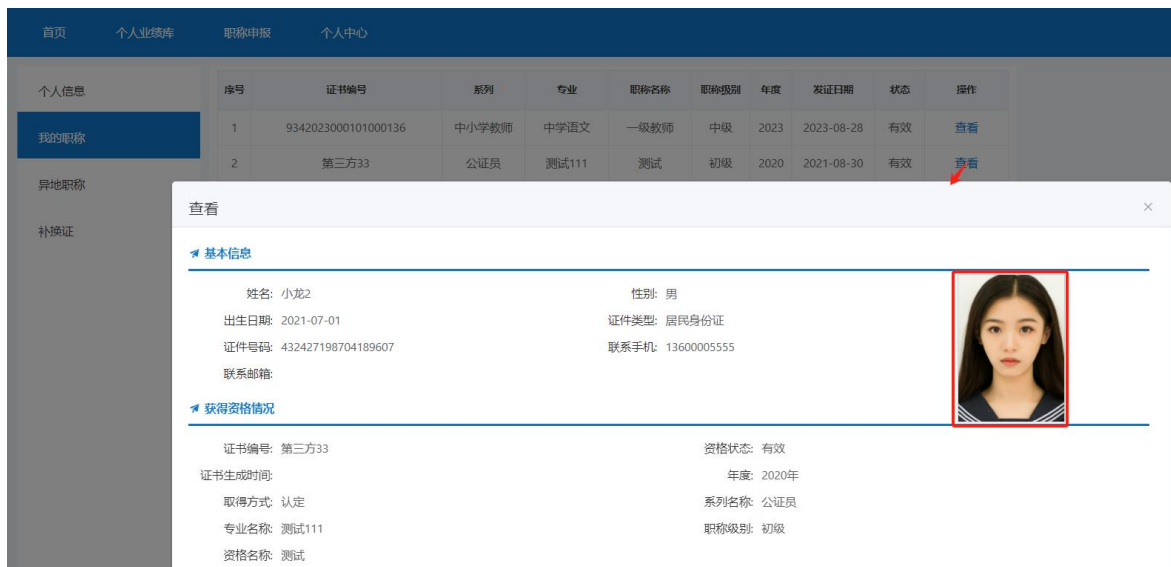 首页 个人业绩库 职称申报 个人中心
个人信息
我的职称
异地职称
补换证
序号 证书编号 系列 专业 职称名称 职称级别 年度 发证日期 状态 操作
1 9342023000101000136 中小学教师 中学语文 一级教师 中级 2023 2023-08-28 有效 查看
2 第三方33 公证员 测试111 测试 初级 2020 2021-08-30 有效 查看
查看
基本信息
姓名: 小龙2 性别: 男
出生日期: 2021-07-01 证件类型: 居民身份证
证件号码: 432427198704189607 联系手机: 13600005555
联系邮箱:
获得资格情况
证书编号: 第三方33 资格状态: 有效
证书生成时间: 年度: 2020年
取得方式: 认定 系列名称: 公证员
专业名称: 测试111 职称级别: 初级
资格名称: 测试